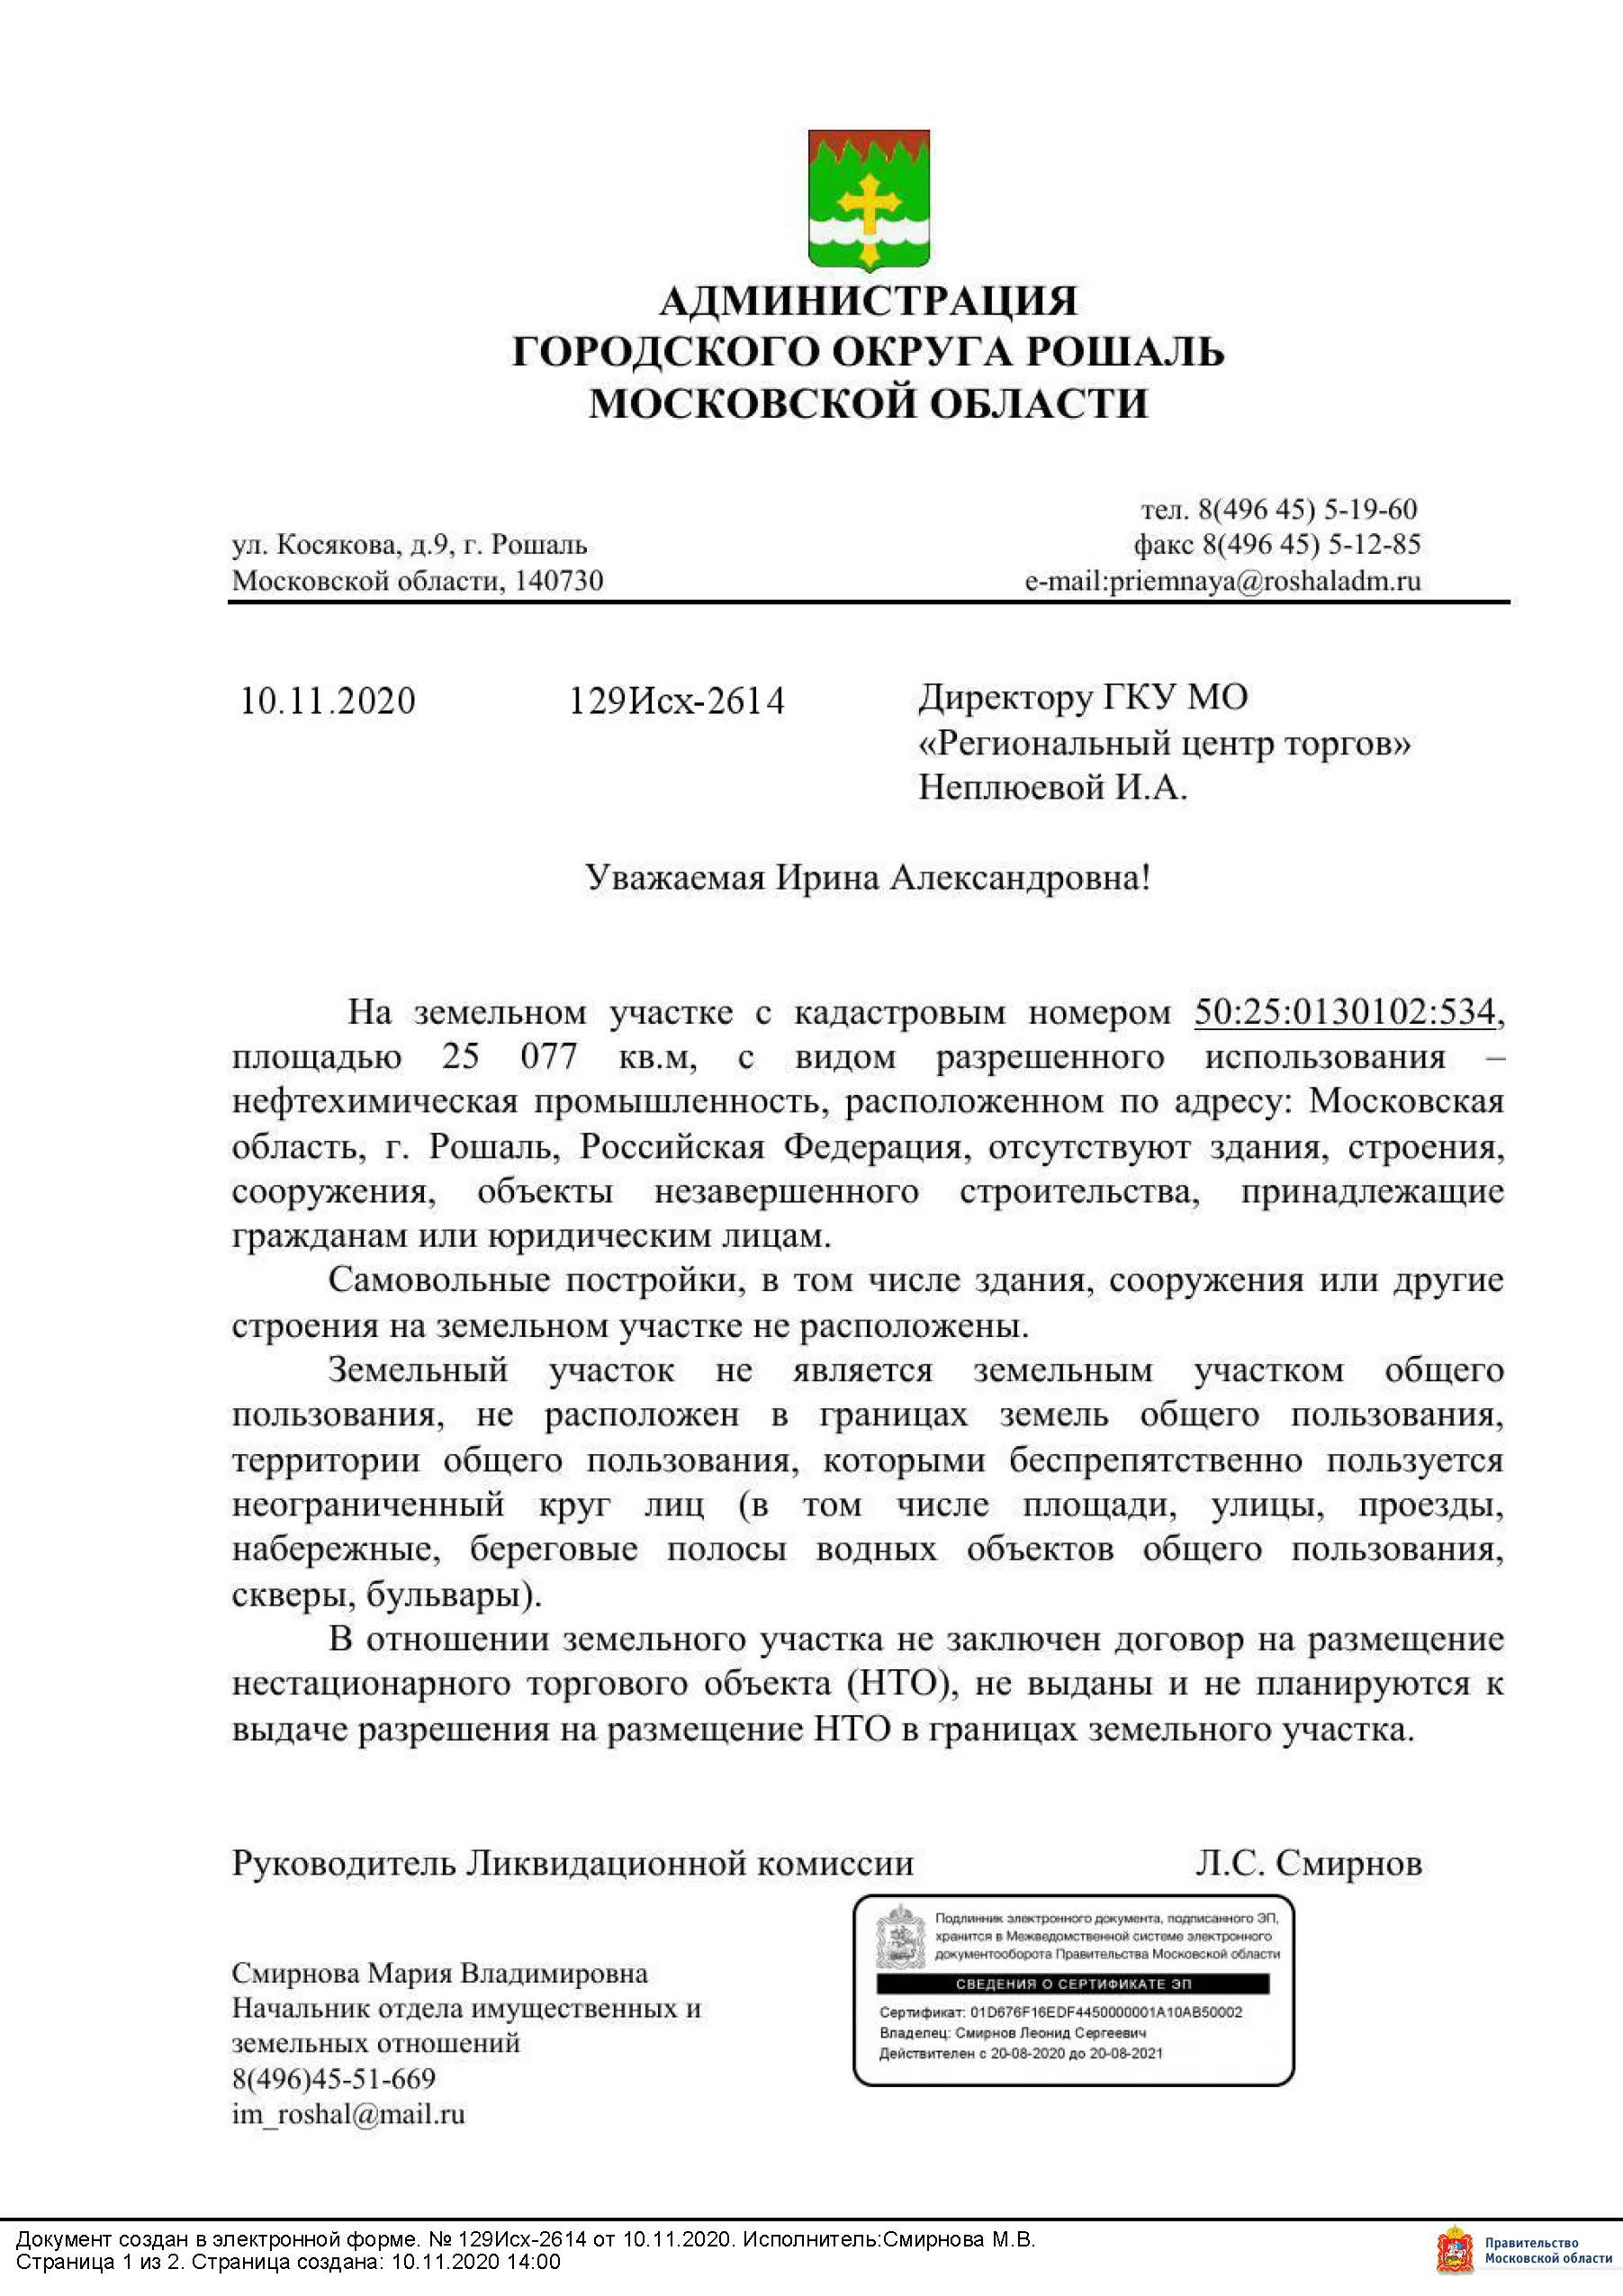 АДМИНИСТРАЦИЯ
ГОРОДСКОГО ОКРУГА РОШАЛЬ
МОСКОВСКОЙ ОБЛАСТИ
тел. 8(496 45) 5-19-60
ул. Косякова, д.9, г. Рошаль
факс 8(496 45) 5-12-85
Московской области, 140730
e-mail:priemnaya@roshaladm.ru
10.11.2020
129Исх-2614
Директору ГКУ МО
«Региональный центр торгов»
Неплюевой И.А.
Уважаемая Ирина Александровна!
На земельном участке с кадастровым номером 50:25:0130102:534,
площадью 25 077 кв.м, с видом разрешенного использования –
нефтехимическая промышленность, расположенном по адресу: Московская
область, г. Рошаль, Российская Федерация, отсутствуют здания, строения,
сооружения, объекты незавершенного строительства, принадлежащие
гражданам или юридическим лицам.
Самовольные постройки, в том числе здания, сооружения или другие
строения на земельном участке не расположены.
Земельный участок не является земельным участком общего
пользования, не расположен в границах земель общего пользования,
территории общего пользования, которыми беспрепятственно пользуется
неограниченный круг лиц (в том числе площади, улицы, проезды,
набережные, береговые полосы водных объектов общего пользования,
скверы, бульвары).
В отношении земельного участка не заключен договор на размещение
нестационарного торгового объекта (НТО), не выданы и не планируются к
выдаче разрешения на размещение НТО в границах земельного участка.
Руководитель Ликвидационной комиссии
Л.С. Смирнов
Подлинник электронного документа, подписанного ЭП,
хранится в Межведомственной системе электронного
документооборота Правительства Московской области
СВЕДЕНИЯ О СЕРТИФИКАТЕ ЭП
Сертификат: 01D676F16EDF4450000001A10AB50002
Владелец: Смирнов Леонид Сергеевич
Действителен с 20-08-2020 до 20-08-2021
Смирнова Мария Владимировна
Начальник отдела имущественных и
земельных отношений
8(496)45-51-669
im_roshal@mail.ru
Документ создан в электронной форме. № 129Исх-2614 от 10.11.2020. Исполнитель:Смирнова М.В.
Страница 1 из 2. Страница создана: 10.11.2020 14:00
Правительство
Московской области